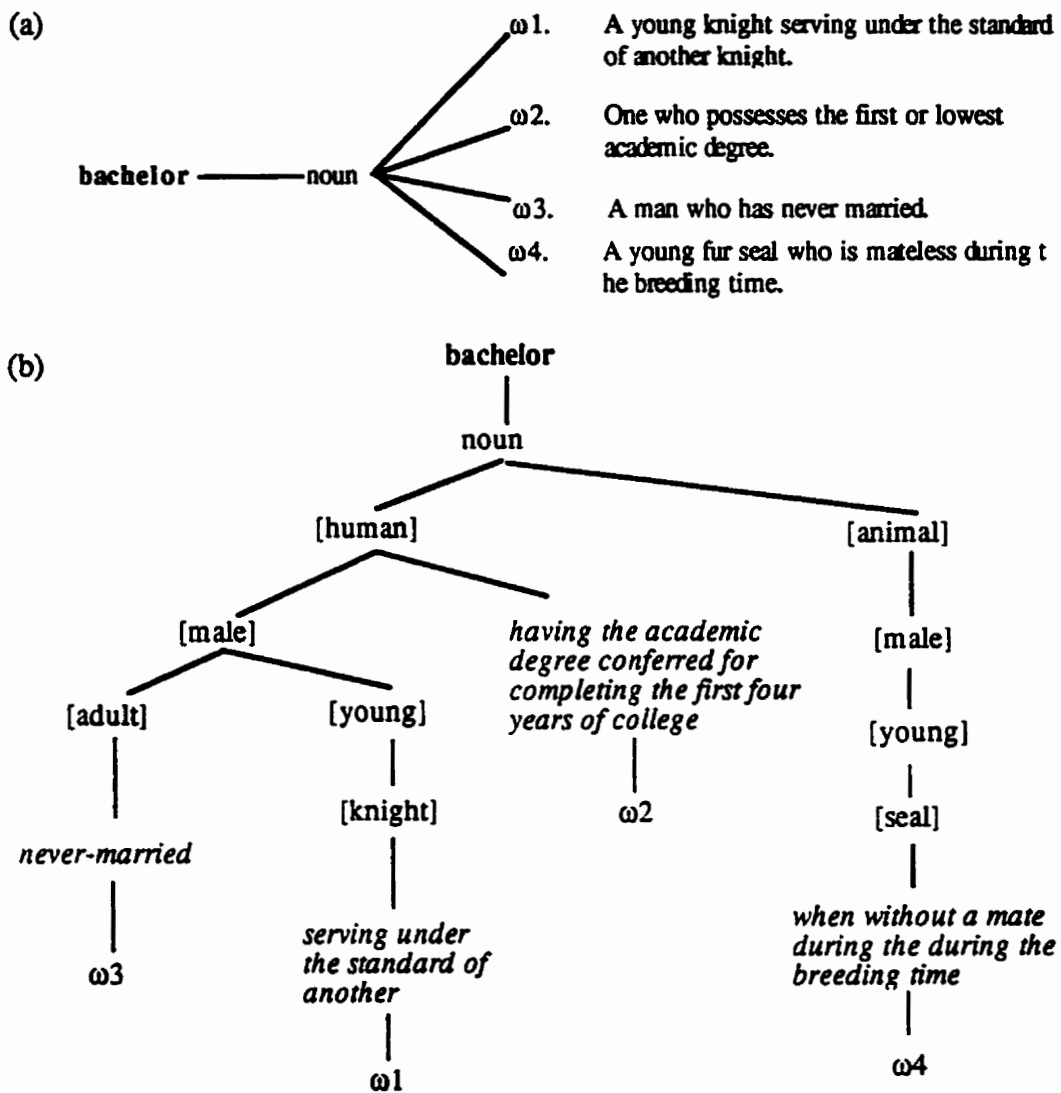 (a)
ω1. A young knight serving under the standard
of another knight.
ω2. One who possesses the first or lowest
academic degree.
bachelor noun
ω3. A man who has never married.
ω4. A young fur seal who is mateless during t
he breeding time.
(b)
bachelor
noun
[human] [animal]
[male]
having the academic
degree conferred for
completing the first four
years of college
[male]
[adult] [young]
[young]
[knight] ω2 [seal]
never-married
ω3
serving under
the standard of
another
ω1
when without a mate
during the during the
breeding time
ω4